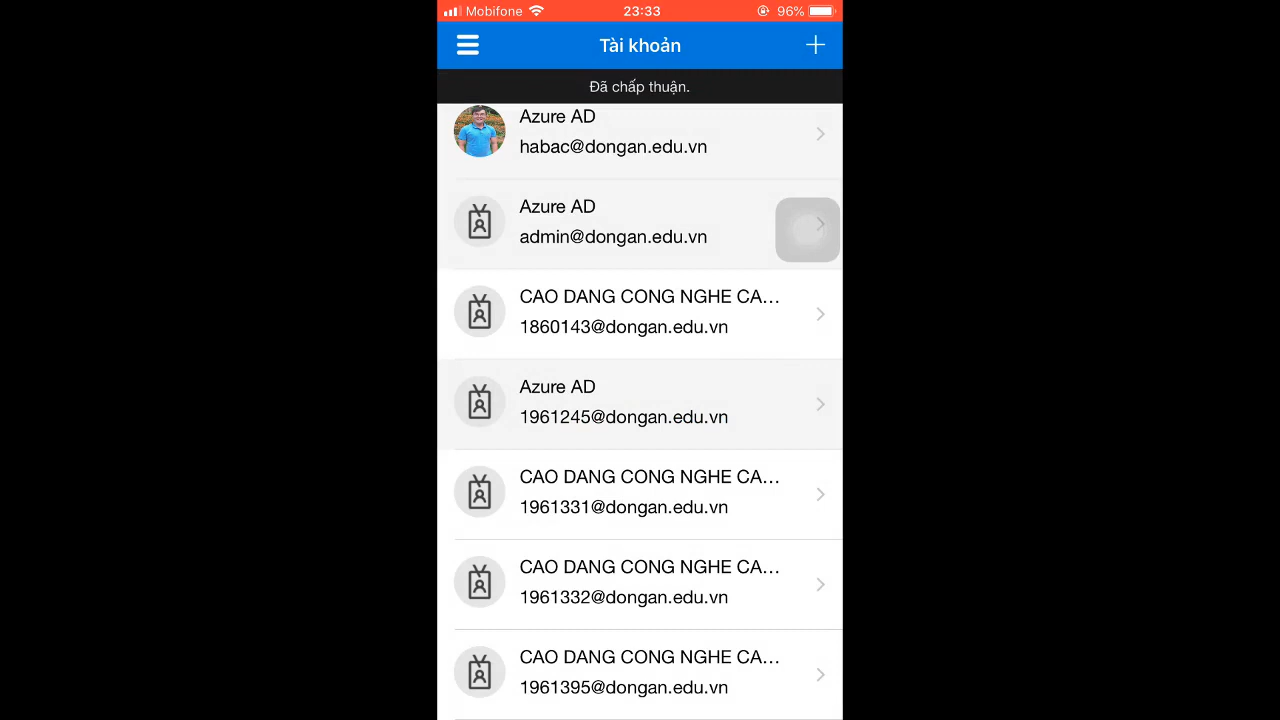 Mobifone 23:33 96%
Tài khoản
Đã chấp thuận.
Azure AD
habac@dongan.edu.vn
Azure AD
admin@dongan.edu.vn
CAO DANG CONG NGHE CA...
1860143@dongan.edu.vn
Azure AD
1961245@dongan.edu.vn
CAO DANG CONG NGHE CA...
1961331@dongan.edu.vn
CAO DANG CONG NGHE CA...
1961332@dongan.edu.vn
CAO DANG CONG NGHE CA...
1961395@dongan.edu.vn